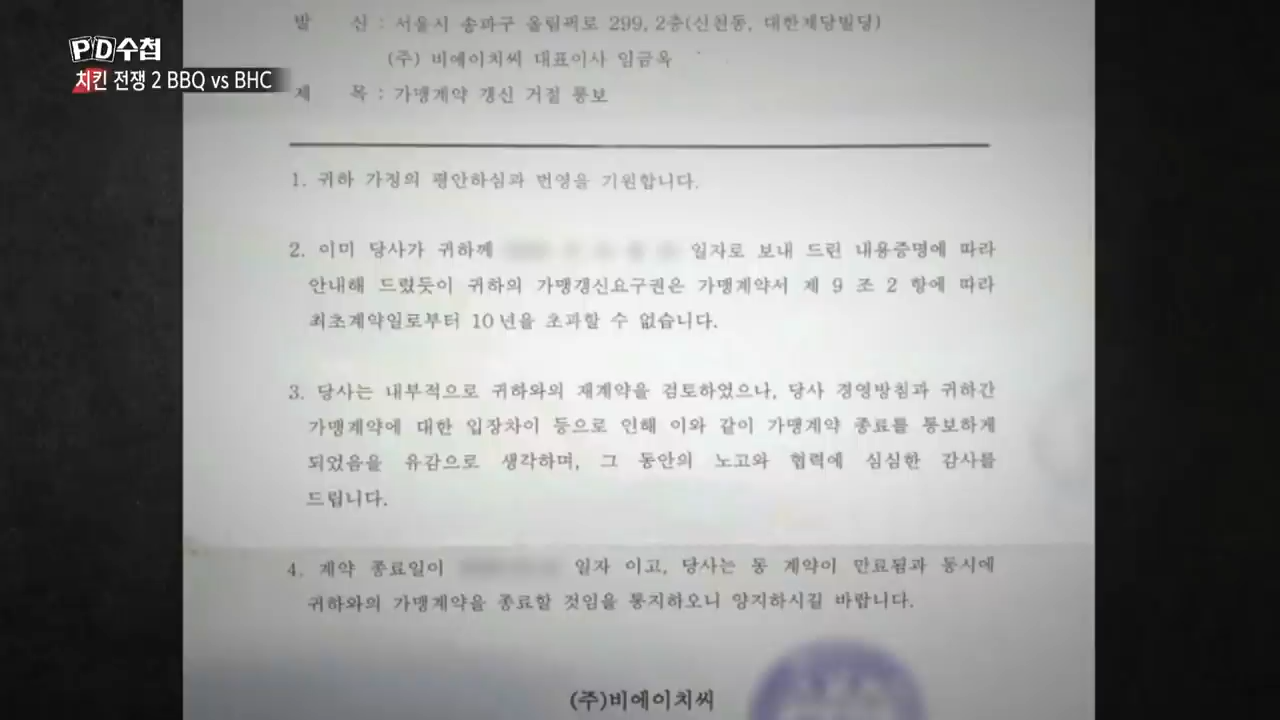 PD수첩
치킨 전쟁 2 BBQ vs BHC
발 신 : 서울시 송파구 올림픽로 299, 2층(신천동, 대한제당빌딩)
(주) 비에이치씨 대표이사 임금옥
제 목 : 가맹계약 갱신 거절 통보
1. 귀하 가정의 평안하심과 번영을 기원합니다.
2. 이미 당사가 귀하께 일자로 보내 드린 내용증명에 따라
안내해 드렸듯이 귀하의 가맹갱신요구권은 가맹계약서 제 9 조 2 항에 따라
최초계약일로부터 10년을 초과할 수 없습니다.
3. 당사는 내부적으로 귀하와의 재계약을 검토하였으나, 당사 경영방침과 귀하간
가맹계약에 대한 입장차이 등으로 인해 이와 같이 가맹계약 종료를 통보하게
되었음을 유감으로 생각하며, 그 동안의 노고와 협력에 심심한 감사를
드립니다.
4. 계약 종료일이 일자 이고, 당사는 동 계약이 만료됨과 동시에
귀하와의 가맹계약을 종료할 것임을 통지하오니 양지하시길 바랍니다.
(주)비에이치씨